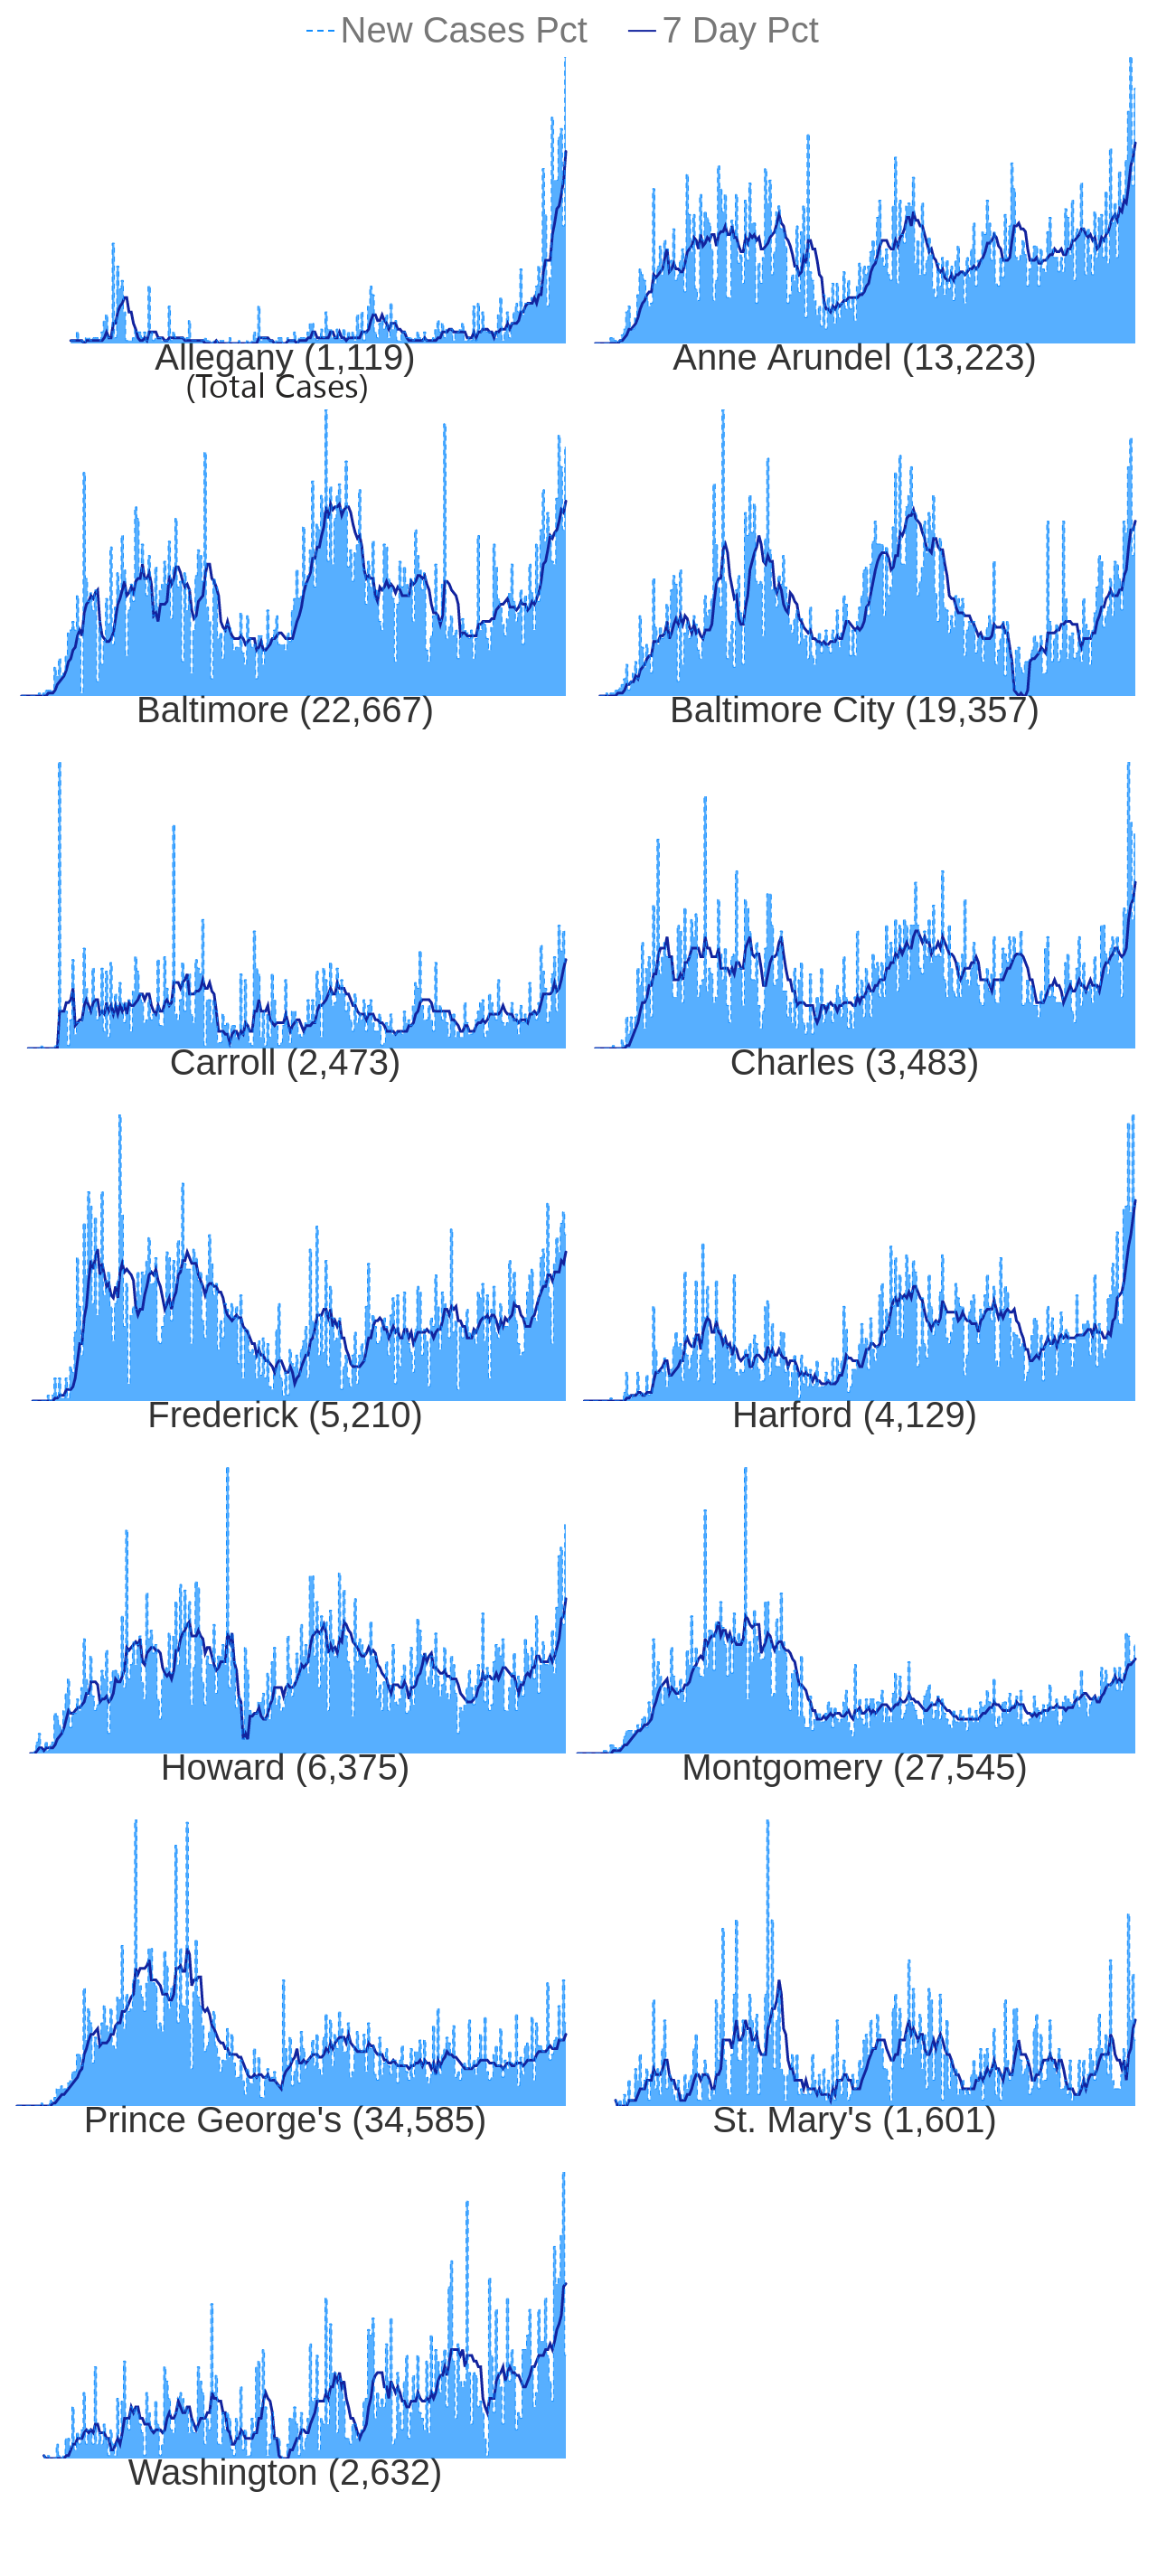 New Cases Pct 7 Day Pct
Allegany (1,119) Anne Arundel (13,223)
(Total Cases)
Baltimore (22,667) Baltimore City (19,357)
Carroll (2,473) Charles (3,483)
Frederick (5,210) Harford (4,129)
Howard (6,375) Montgomery (27,545)
Prince George's (34,585) St. Mary's (1,601)
Washington (2,632)